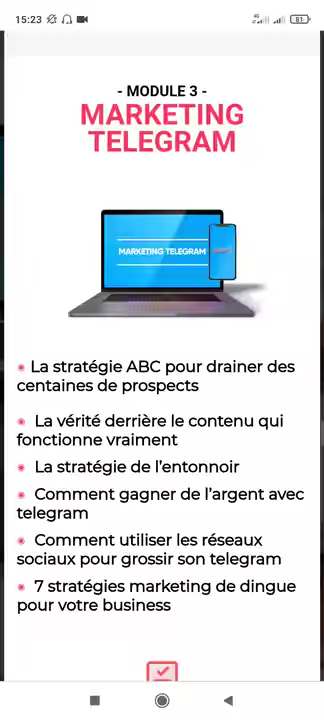 15:23
4G
81
- MODULE 3 -
MARKETING
TELEGRAM
MARKETING TELEGRAM
La stratégie ABC pour drainer des
centaines de prospects
La vérité derrière le contenu qui
fonctionne vraiment
La stratégie de l'entonnoir
Comment gagner de l'argent avec
telegram
Comment utiliser les réseaux
sociaux pour grossir son telegram
7 stratégies marketing de dingue
pour votre business